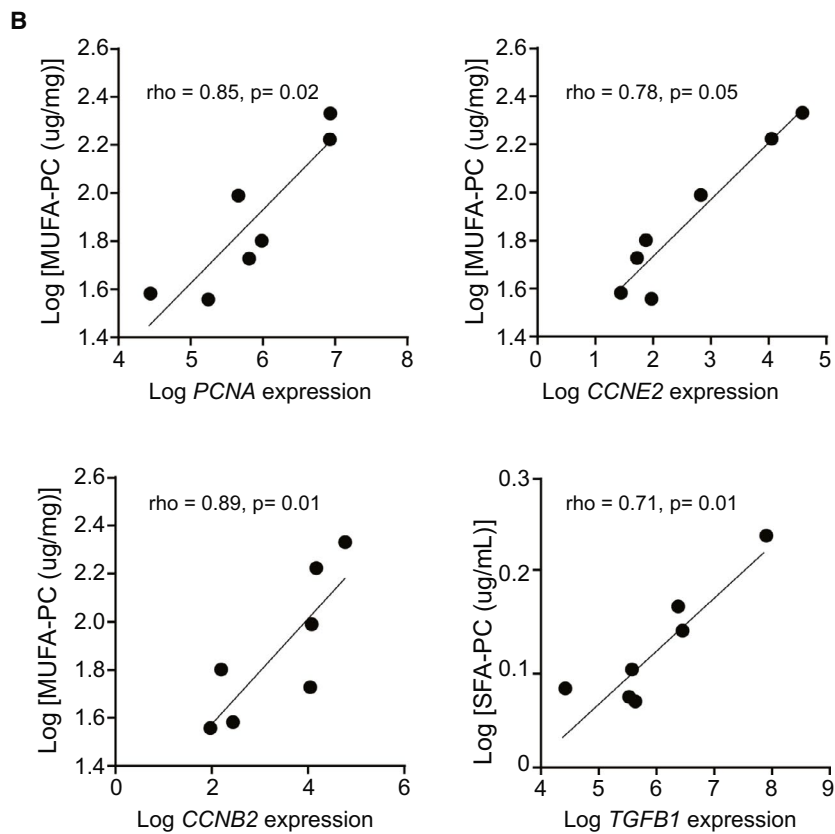 B
2.6
2.4
2.2
2.0
1.8
1.6
1.4
Log [MUFA-PC (ug/mg)]
rho = 0.85, p= 0.02
4 5 6 7 8
Log PCNA expression
2.6
2.4
2.2
2.0
1.8
1.6
1.4
Log [MUFA-PC (ug/mg)]
rho = 0.78, p= 0.05
0 1 2 3 4 5
Log CCNE2 expression
2.6
2.4
2.2
2.0
1.8
1.6
1.4
Log [MUFA-PC (ug/mg)]
rho = 0.89, p= 0.01
0 2 4 6
Log CCNB2 expression
0.3
0.2
0.1
0
Log [SFA-PC (ug/mL)]
rho = 0.71, p= 0.01
4 5 6 7 8 9
Log TGFB1 expression